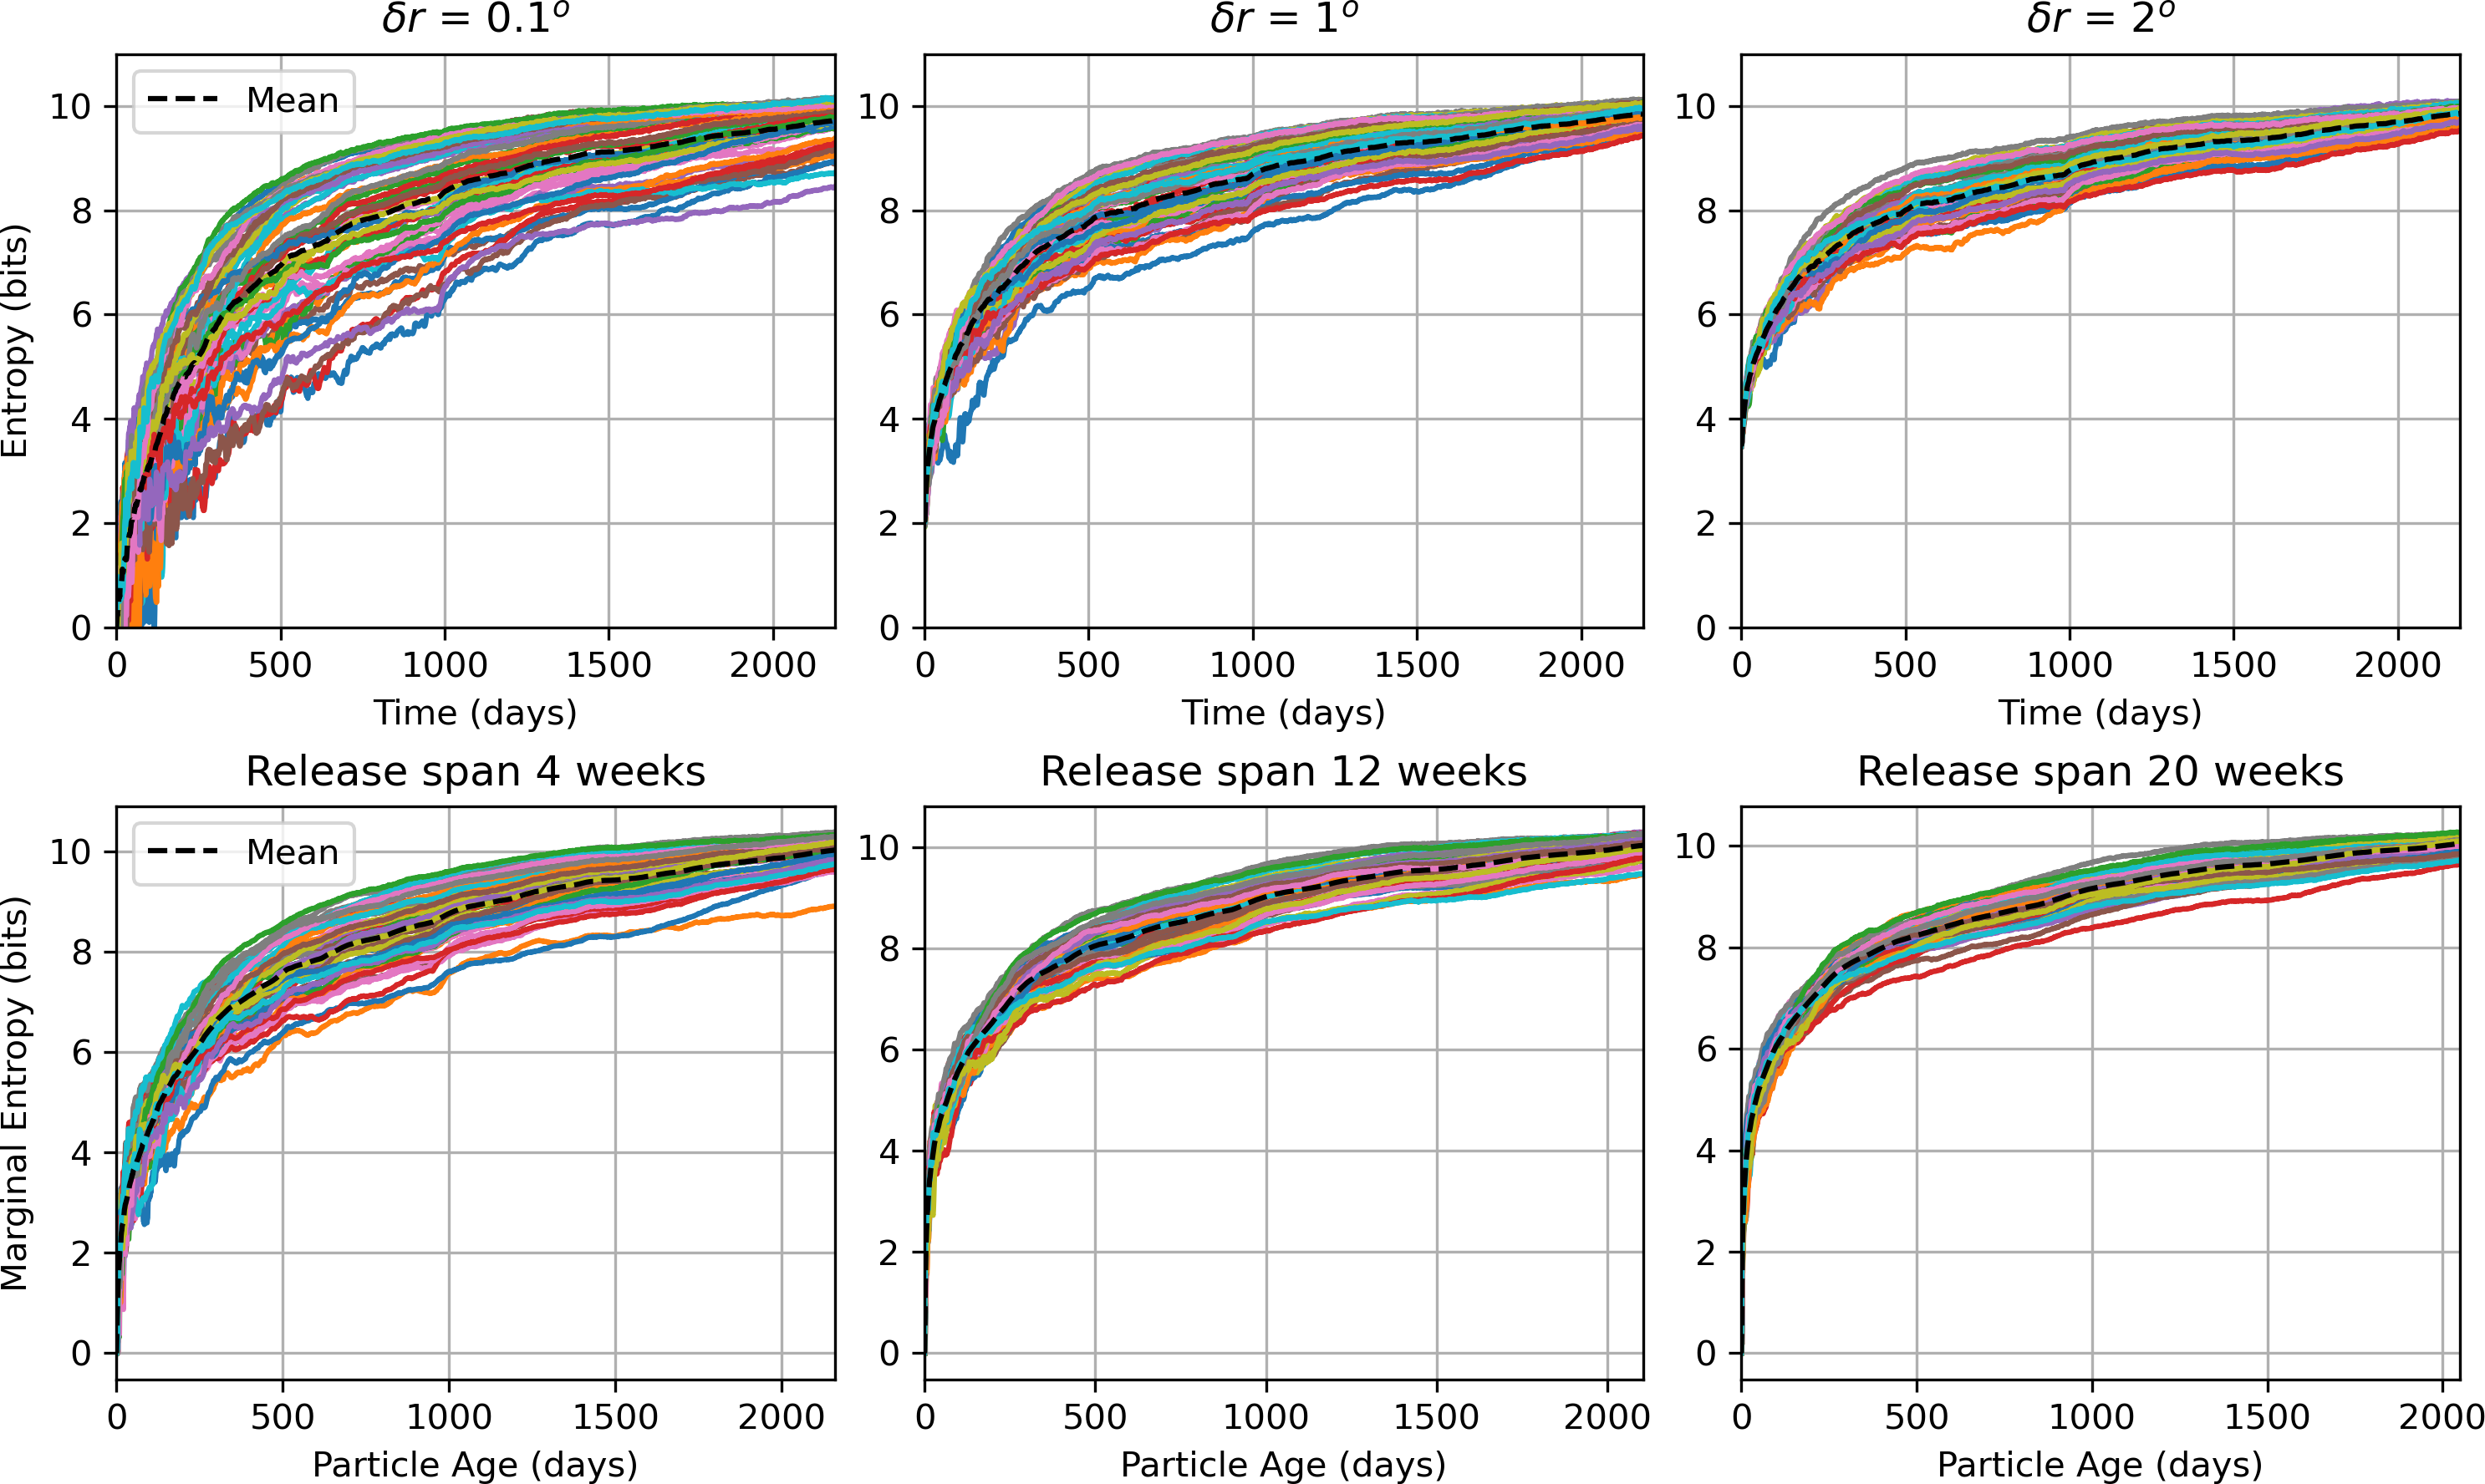 δr = 0.1°
δr = 1°
δr = 2°
Entropy (bits)
10
8
6
4
2
0
Mean
0 500 1000 1500 2000
Time (days)
10
8
6
4
2
0
0 500 1000 1500 2000
Time (days)
10
8
6
4
2
0
0 500 1000 1500 2000
Time (days)
Release span 4 weeks
Release span 12 weeks
Release span 20 weeks
Marginal Entropy (bits)
10
8
6
4
2
0
Mean
0 500 1000 1500 2000
Particle Age (days)
10
8
6
4
2
0
0 500 1000 1500 2000
Particle Age (days)
10
8
6
4
2
0
0 500 1000 1500 2000
Particle Age (days)